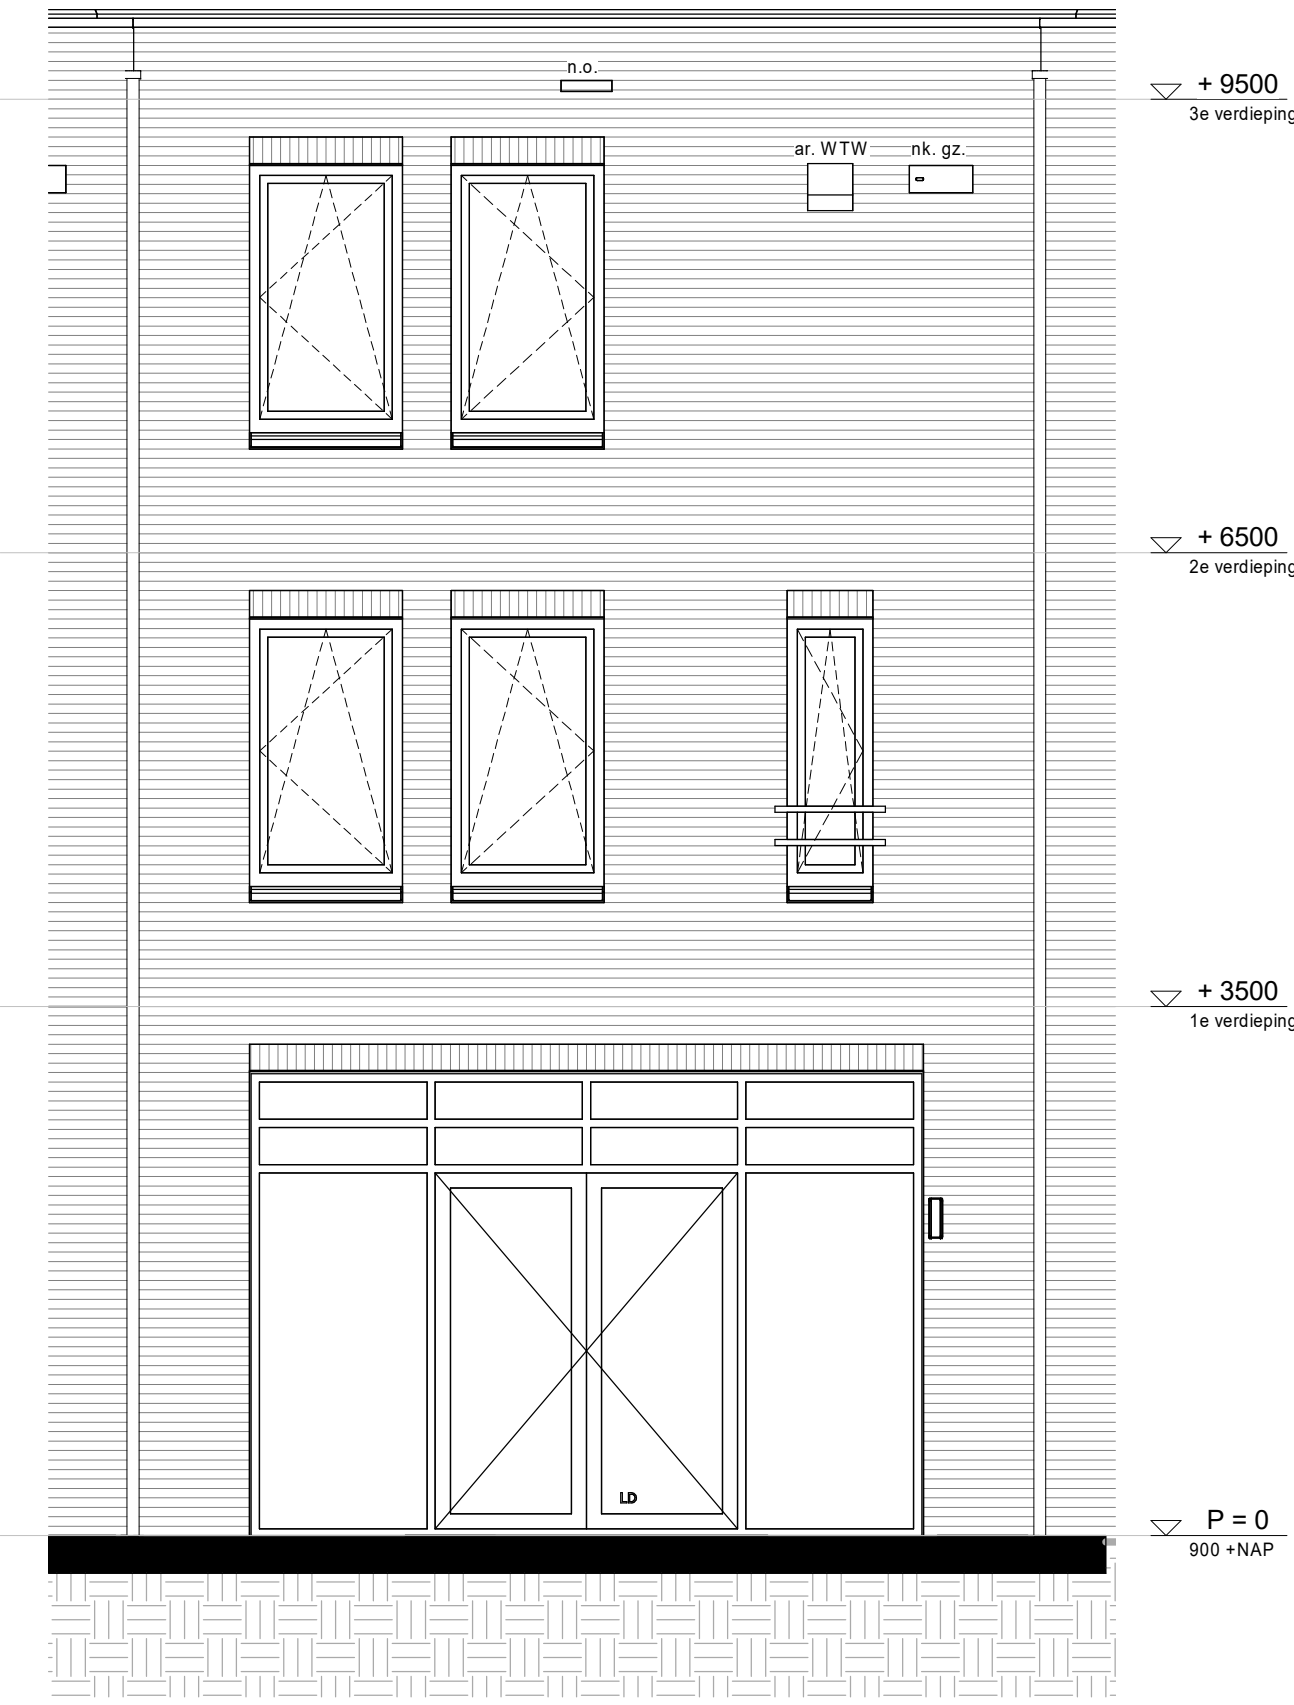 n.o.
+ 9500
3e verdieping
ar. WTW
nk. gz.
+ 6500
2e verdieping
+ 3500
1e verdieping
LD
P = 0
900 +NAP